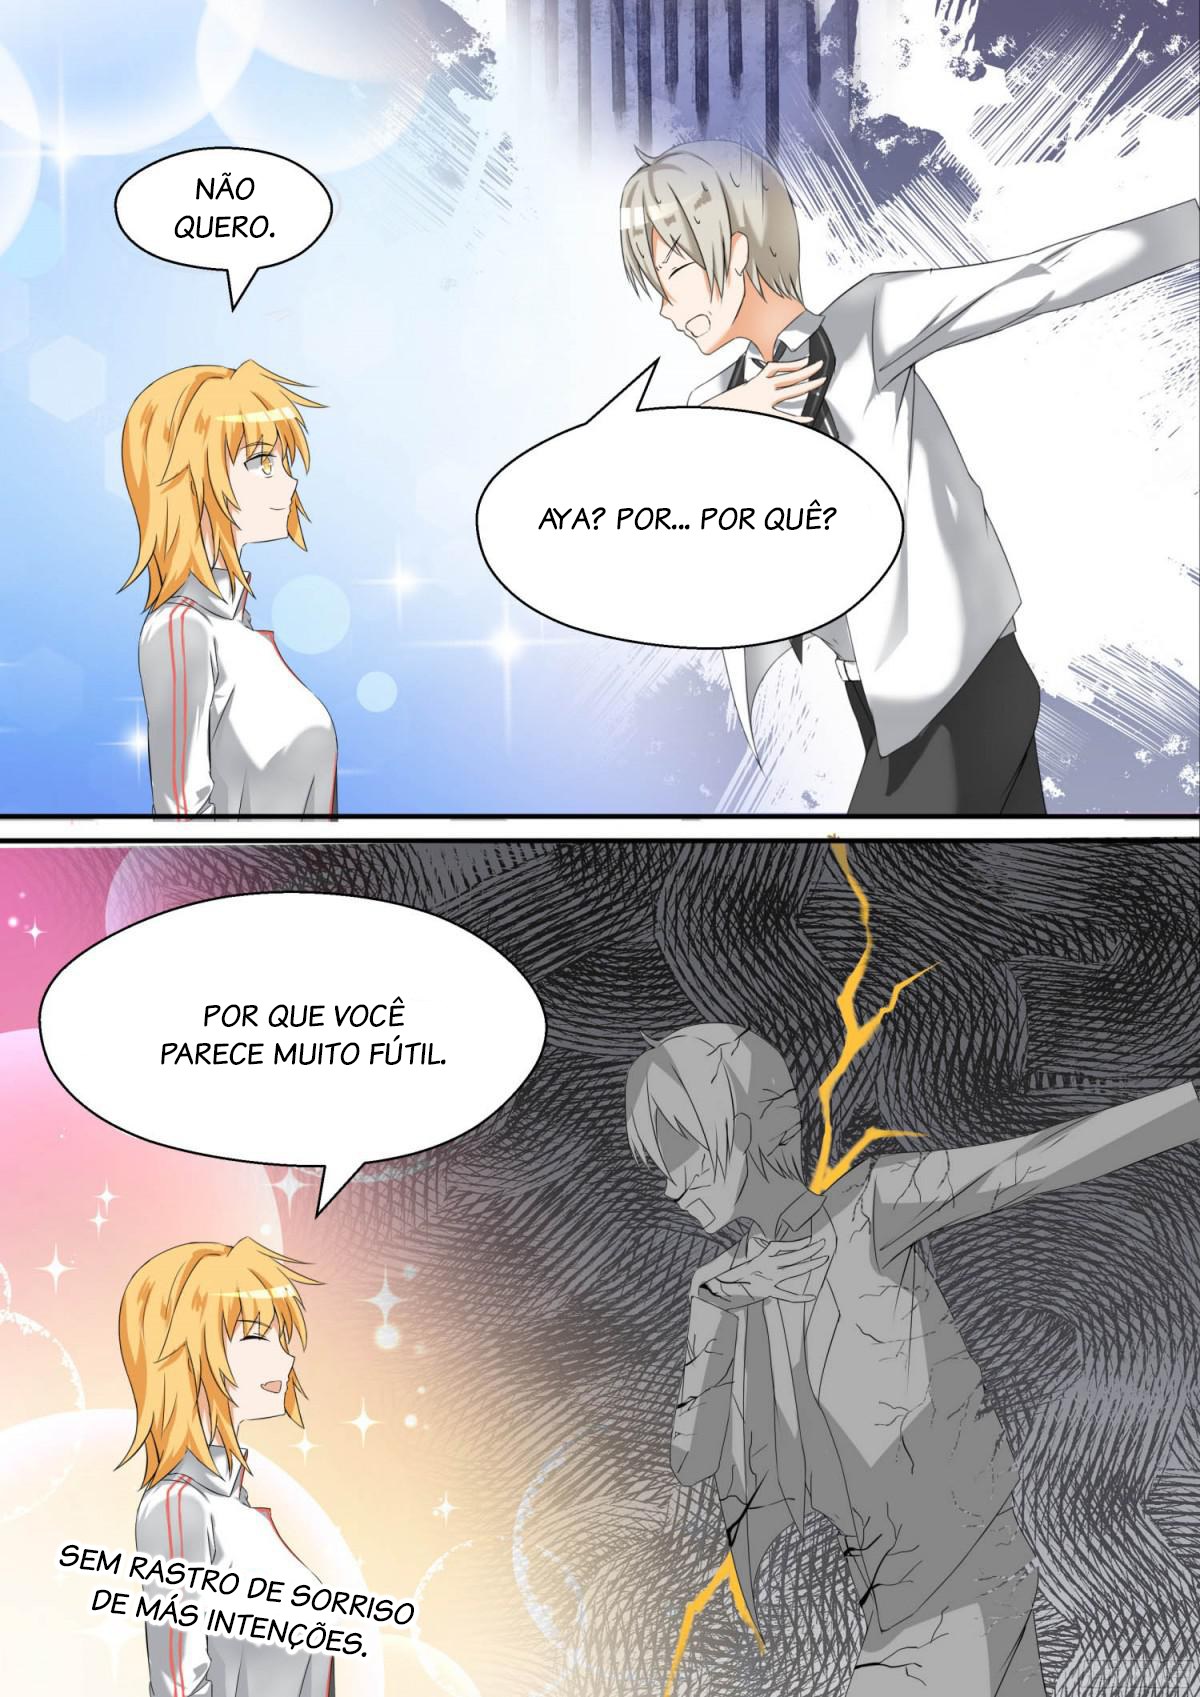 NÃO
QUERO.
AYA? POR... POR QUÊ?
POR QUE VOCÊ
PARECE MUITO FÚTIL.
SEM RASTRO DE SORRISO
DE MÁS INTENÇÕES.